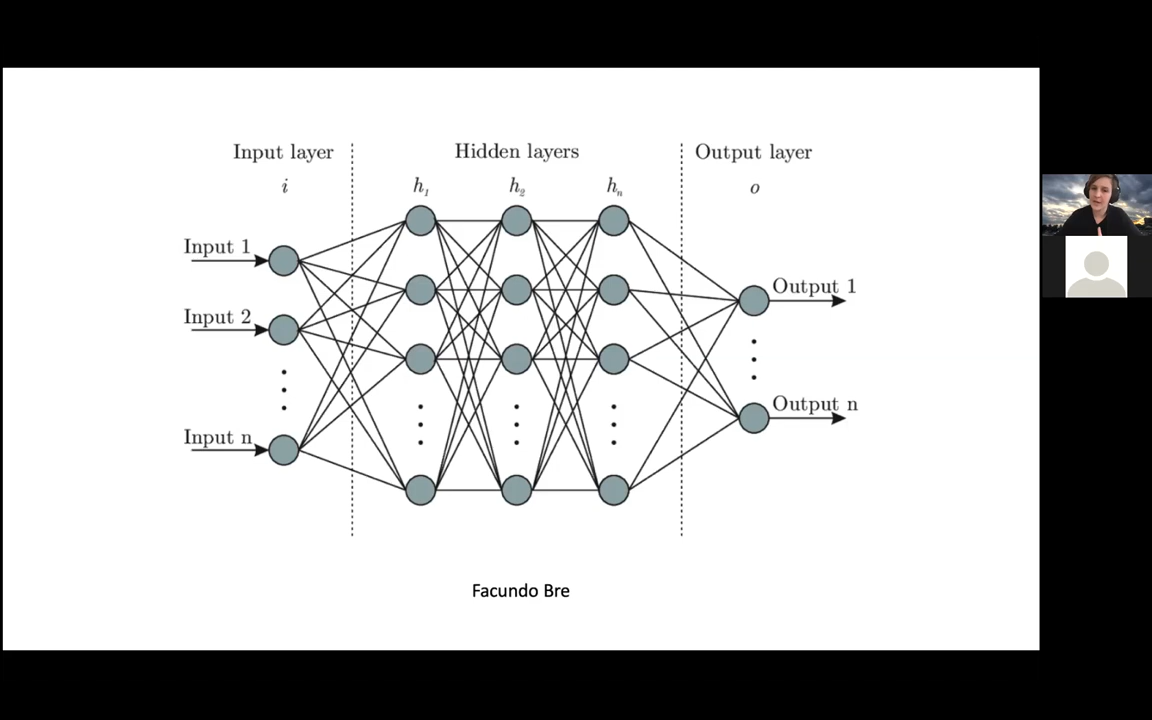 Input layer Hidden layers Output layer
i h₁ h₂ hₙ o
Input 1
Output 1
Input 2
Output n
Input n
Facundo Bre